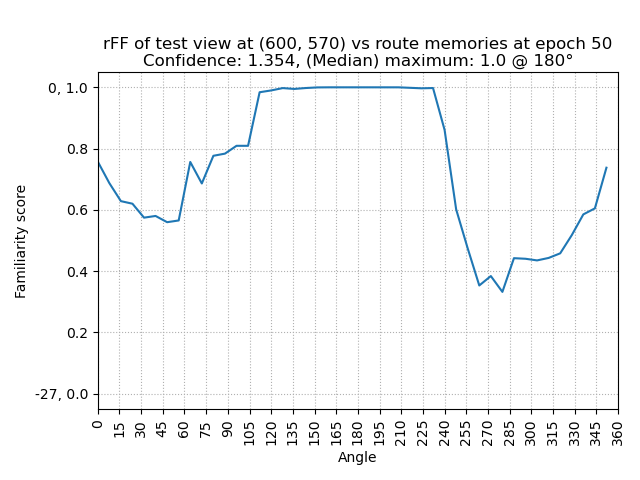 rFF of test view at (600, 570) vs route memories at epoch 50
Confidence: 1.354, (Median) maximum: 1.0 @ 180°
0, 1.0
0.8
0.6
0.4
0.2
-27, 0.0
Familiarity score
0 15 30 45 60 75 90 105 120 135 150 165 180 195 210 225 240 255 270 285 300 315 330 345 360
Angle